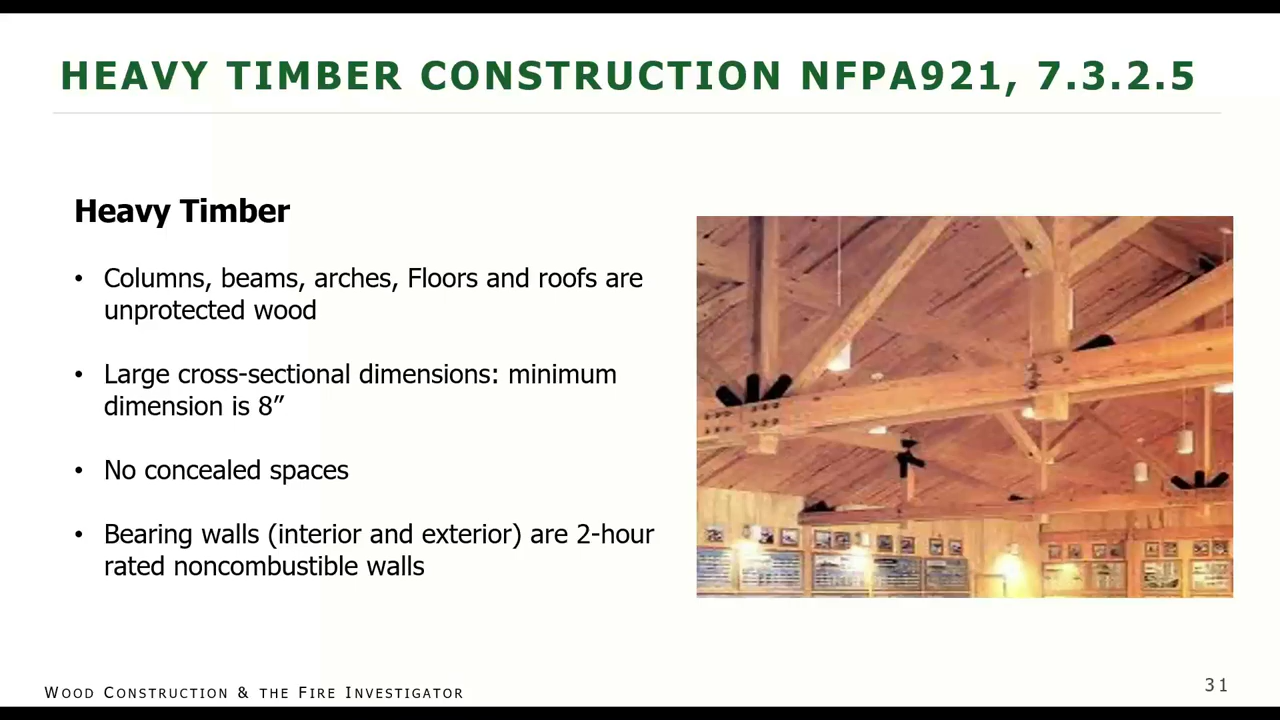 HEAVY TIMBER CONSTRUCTION NFPA921, 7.3.2.5
Heavy Timber
• Columns, beams, arches, Floors and roofs are
unprotected wood
• Large cross-sectional dimensions: minimum
dimension is 8”
• No concealed spaces
• Bearing walls (interior and exterior) are 2-hour
rated noncombustible walls
WOOD CONSTRUCTION & THE FIRE INVESTIGATOR
31